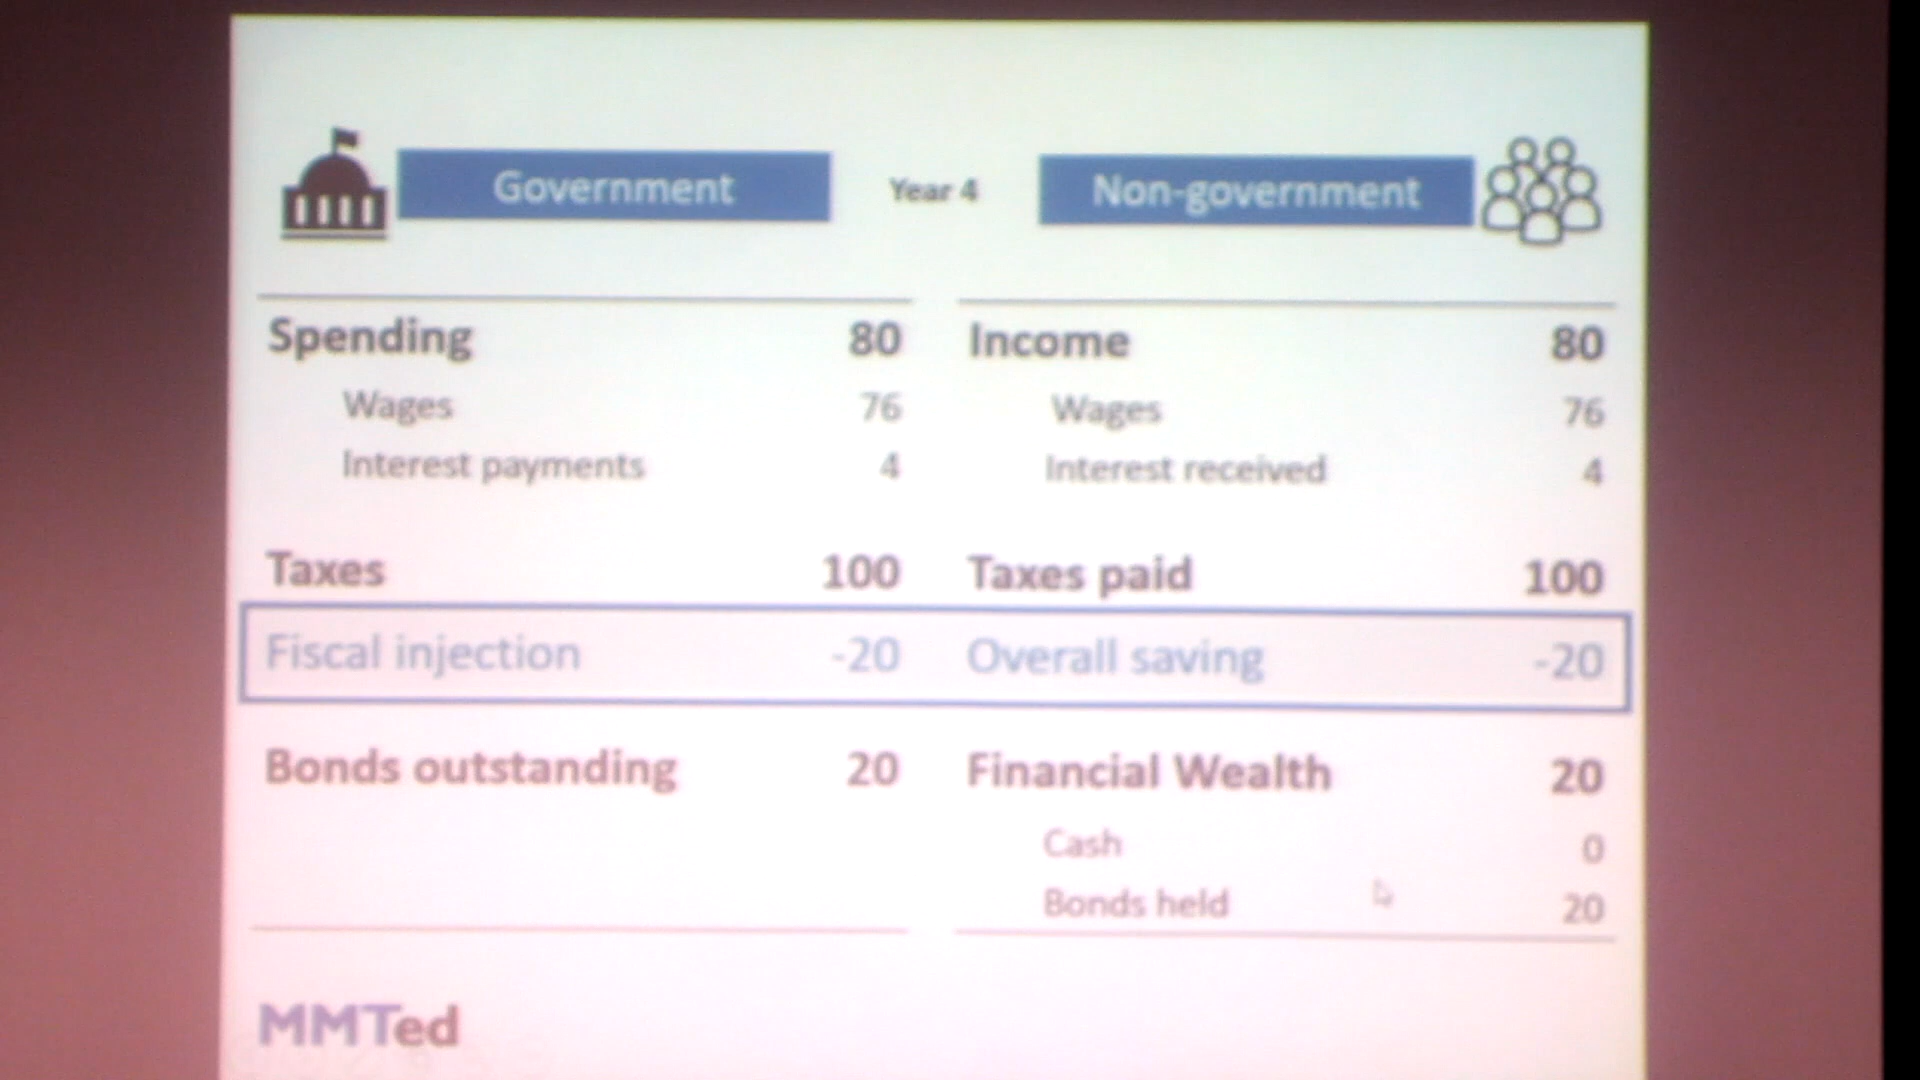 Government Year 4 Non-government
Spending 80 Income 80
Wages 76 Wages 76
Interest payments 4 Interest received 4
Taxes 100 Taxes paid 100
Fiscal injection -20 Overall saving -20
Bonds outstanding 20 Financial Wealth 20
Cash 0
Bonds held 20
MMTed